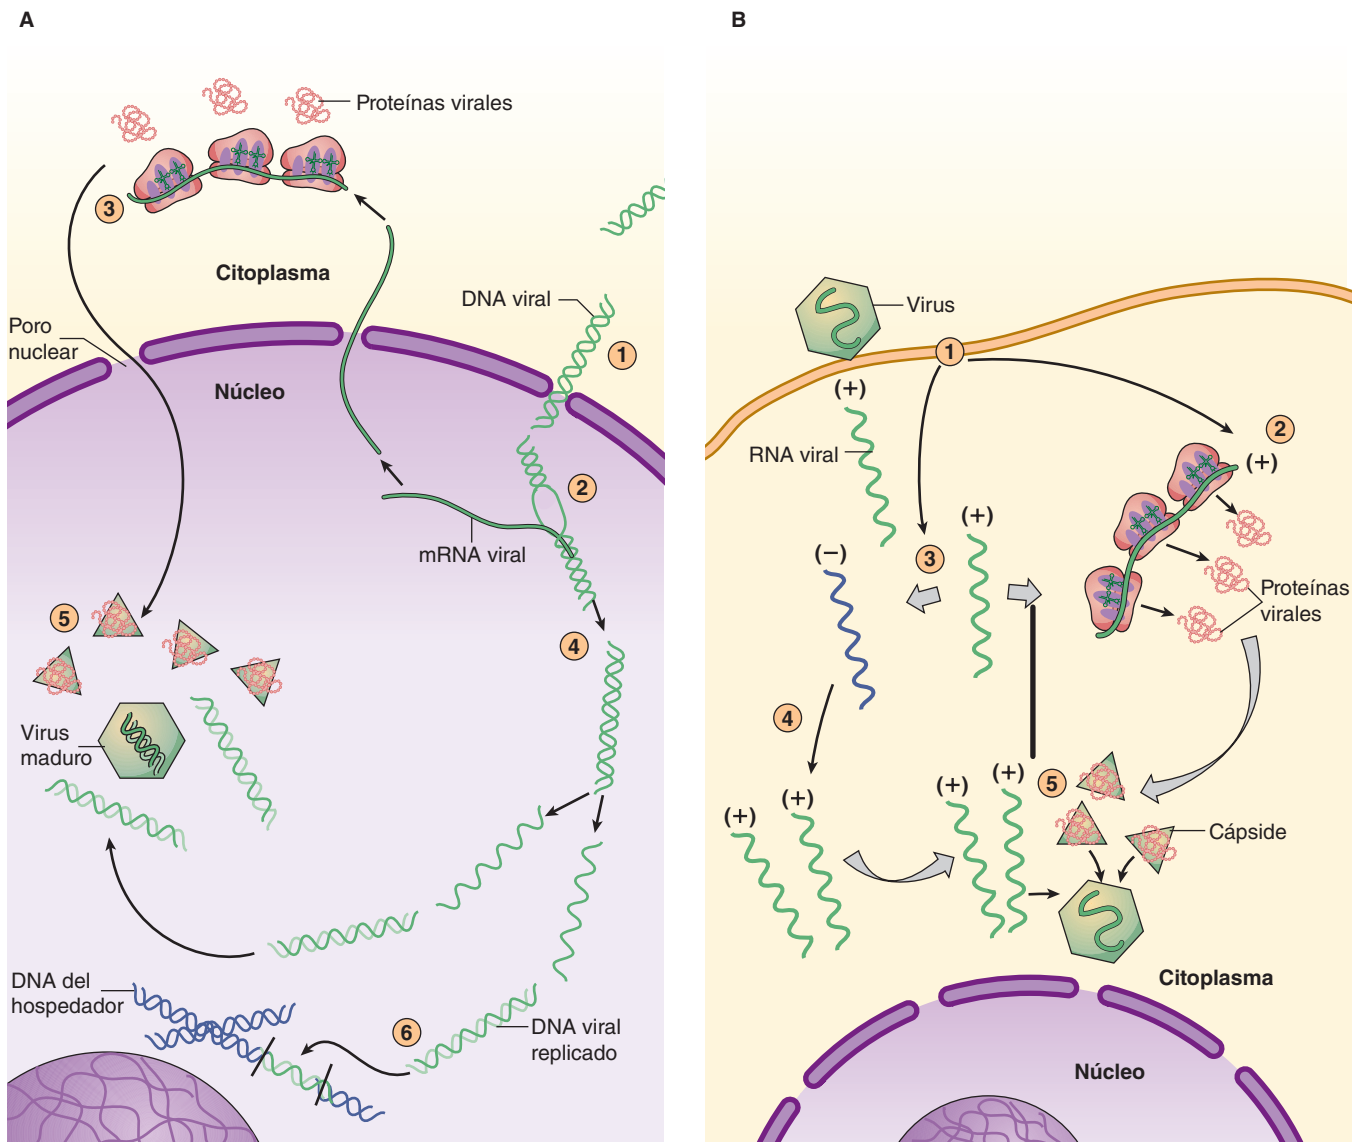 A
Proteínas virales
3
Citoplasma
DNA viral
Poro
nuclear
1
Núcleo
2
mRNA viral
5
4
Virus
maduro
DNA del
hospedador
6
DNA viral
replicado
B
Virus
1
(+)
2
RNA viral
(+)
(+)
3
(−)
Proteínas
virales
4
(+)
(+)
(+)
(+)
5
Cápside
Citoplasma
Núcleo